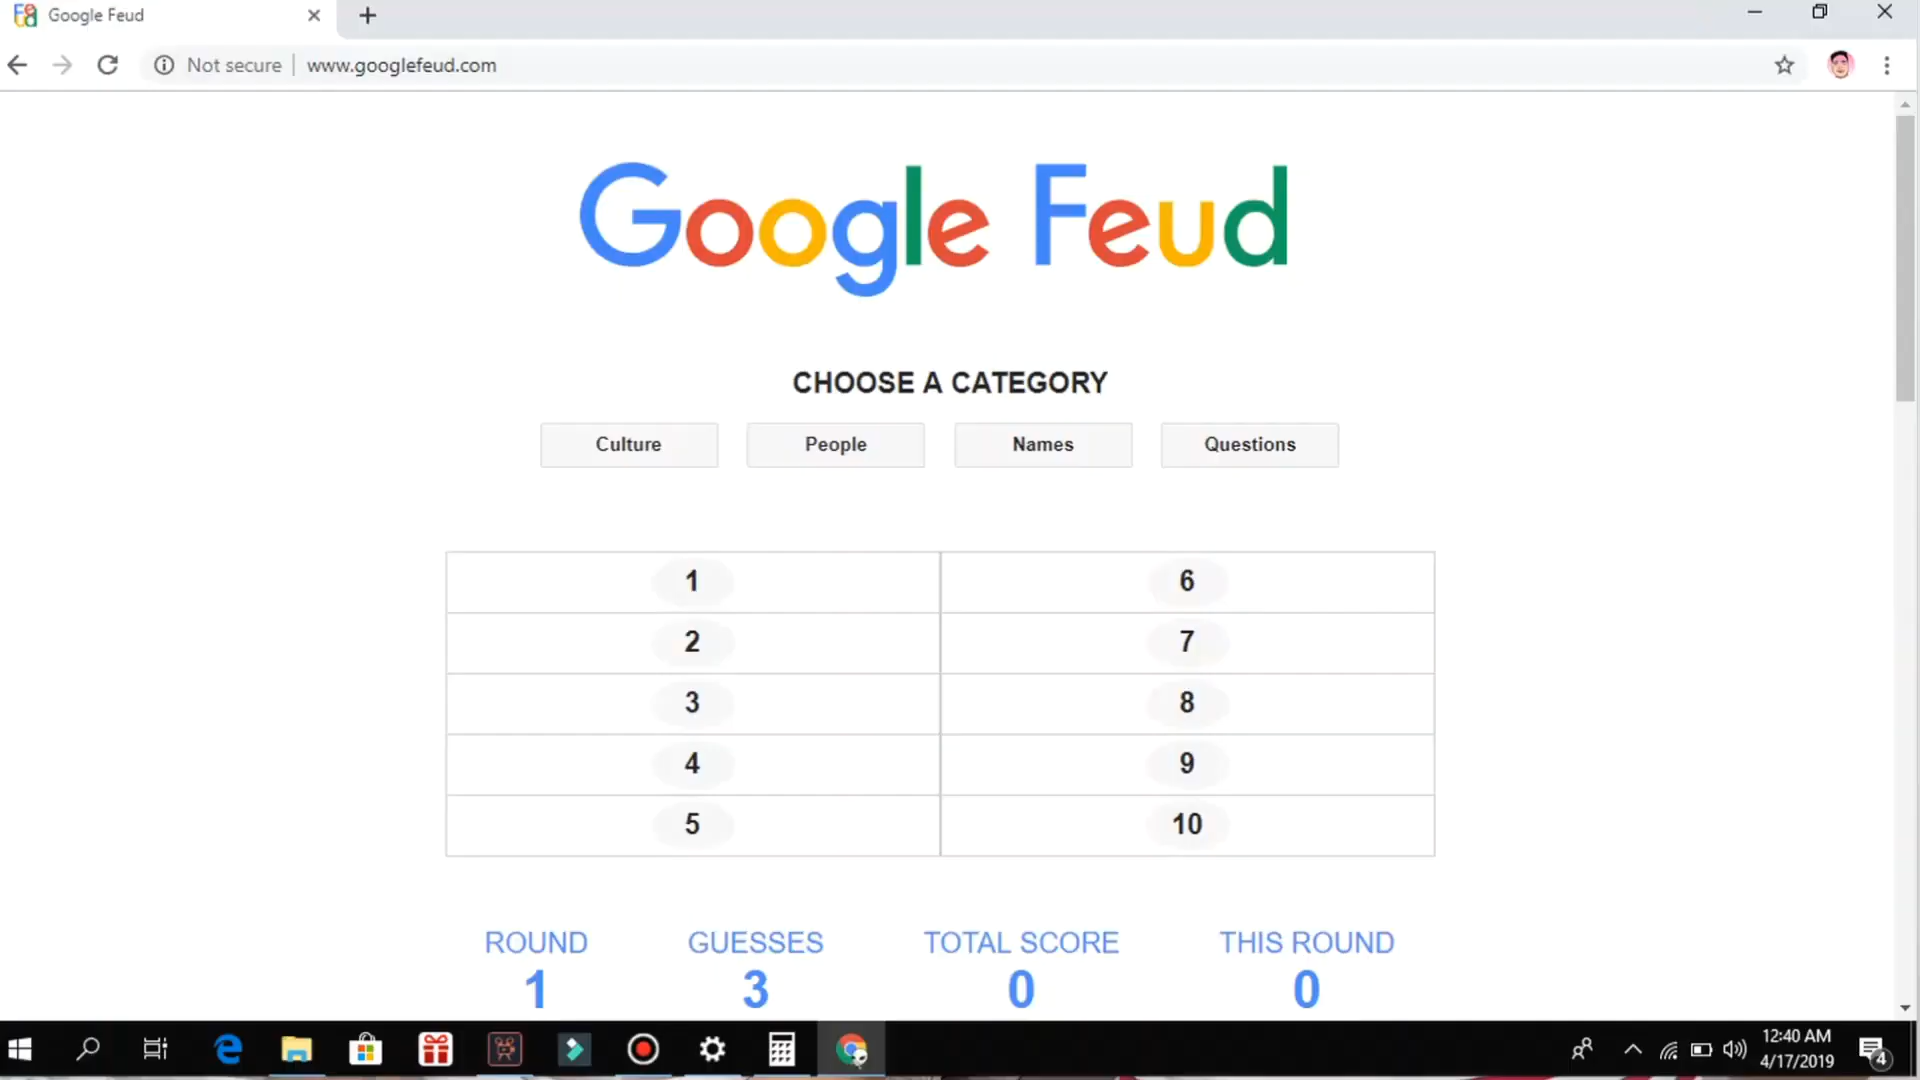 Google Feud
Not secure
www.googlefeud.com
Google Feud
CHOOSE A CATEGORY
Culture People Names Questions
1 6
2 7
3 8
4 9
5 10
ROUND GUESSES TOTAL SCORE THIS ROUND
1 3 0 0
12:40 AM
4/17/2019
4